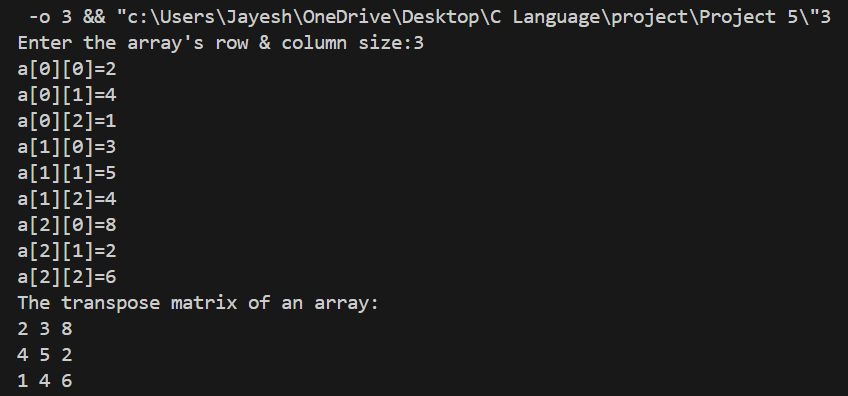 -o 3 && "c:\Users\Jayesh\OneDrive\Desktop\C Language\project\Project 5\"3
Enter the array's row & column size:3
a[0][0]=2
a[0][1]=4
a[0][2]=1
a[1][0]=3
a[1][1]=5
a[1][2]=4
a[2][0]=8
a[2][1]=2
a[2][2]=6
The transpose matrix of an array:
2 3 8
4 5 2
1 4 6